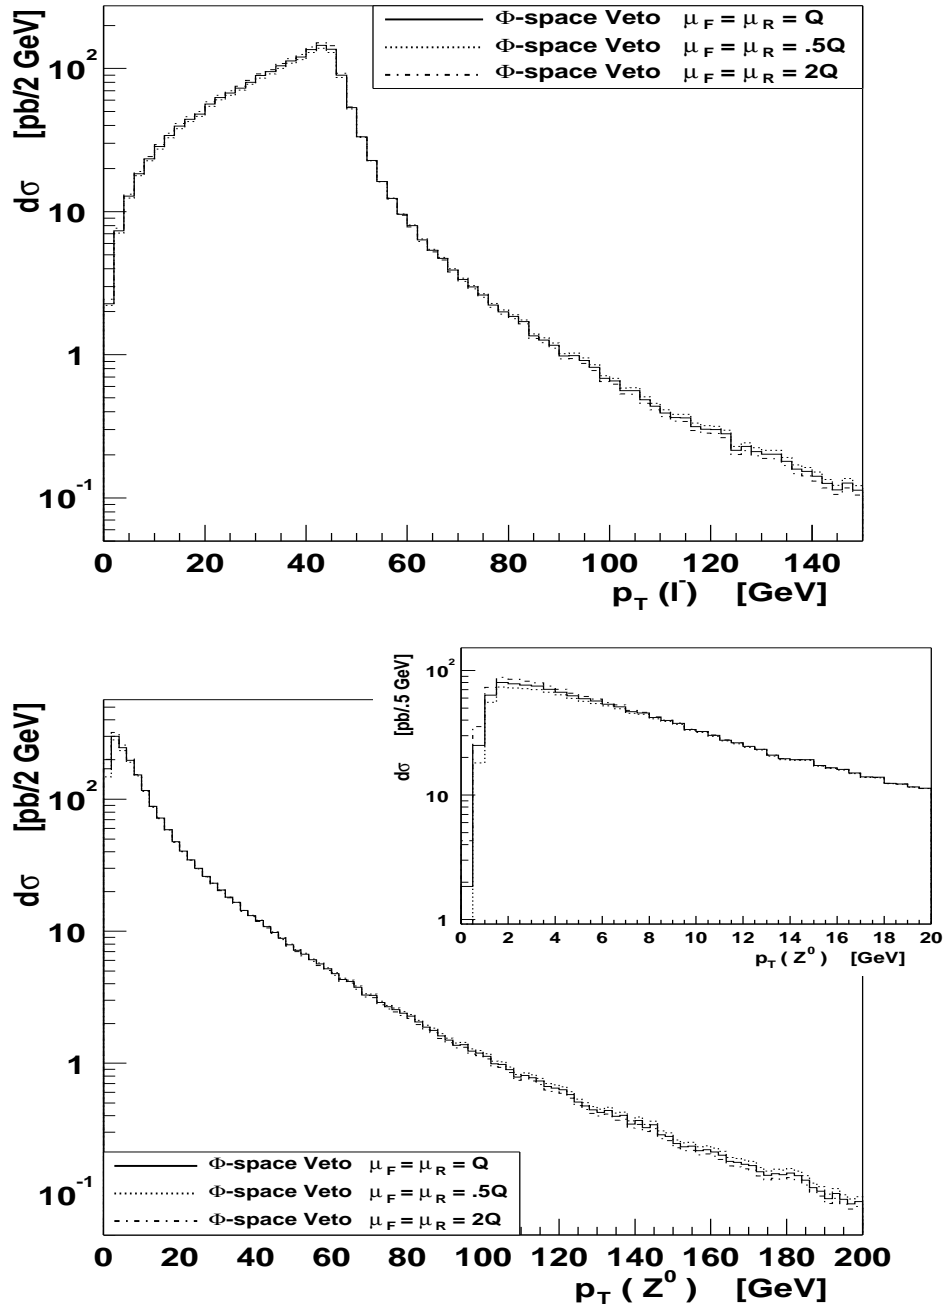 Φ-space Veto μ_F = μ_R = Q
Φ-space Veto μ_F = μ_R = .5Q
Φ-space Veto μ_F = μ_R = 2Q
dσ [pb/2 GeV]
10^2
10
1
10^-1
0 20 40 60 80 100 120 140
p_T (l^-) [GeV]
dσ [pb/.5 GeV]
10^2
10
1
0 2 4 6 8 10 12 14 16 18 20
p_T ( Z^0 ) [GeV]
dσ [pb/2 GeV]
10^2
10
1
10^-1
Φ-space Veto μ_F = μ_R = Q
Φ-space Veto μ_F = μ_R = .5Q
Φ-space Veto μ_F = μ_R = 2Q
0 20 40 60 80 100 120 140 160 180 200
p_T ( Z^0 ) [GeV]